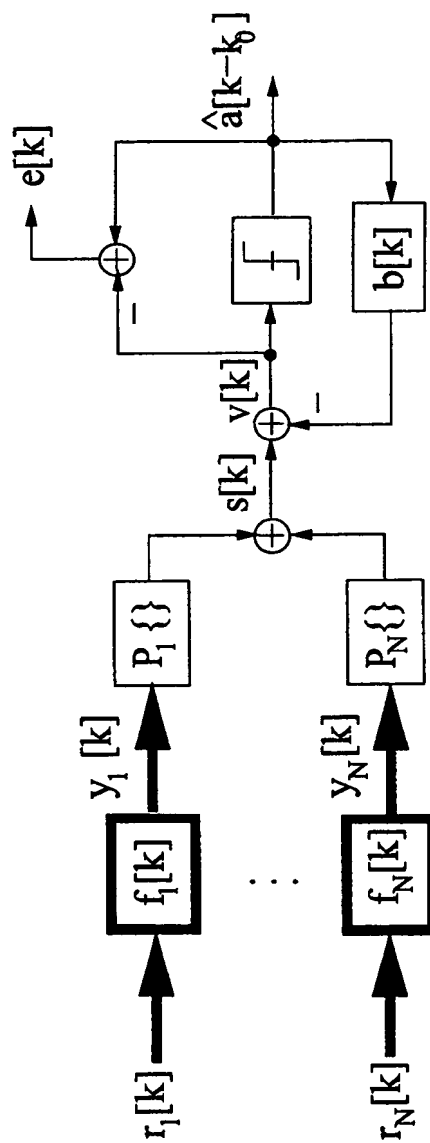 r₁[k]
f₁[k]
y₁[k]
P₁{}
. . .
r_N[k]
f_N[k]
y_N[k]
P_N{}
s[k]
v[k]
−
−
e[k]
â[k−k₀]
b[k]